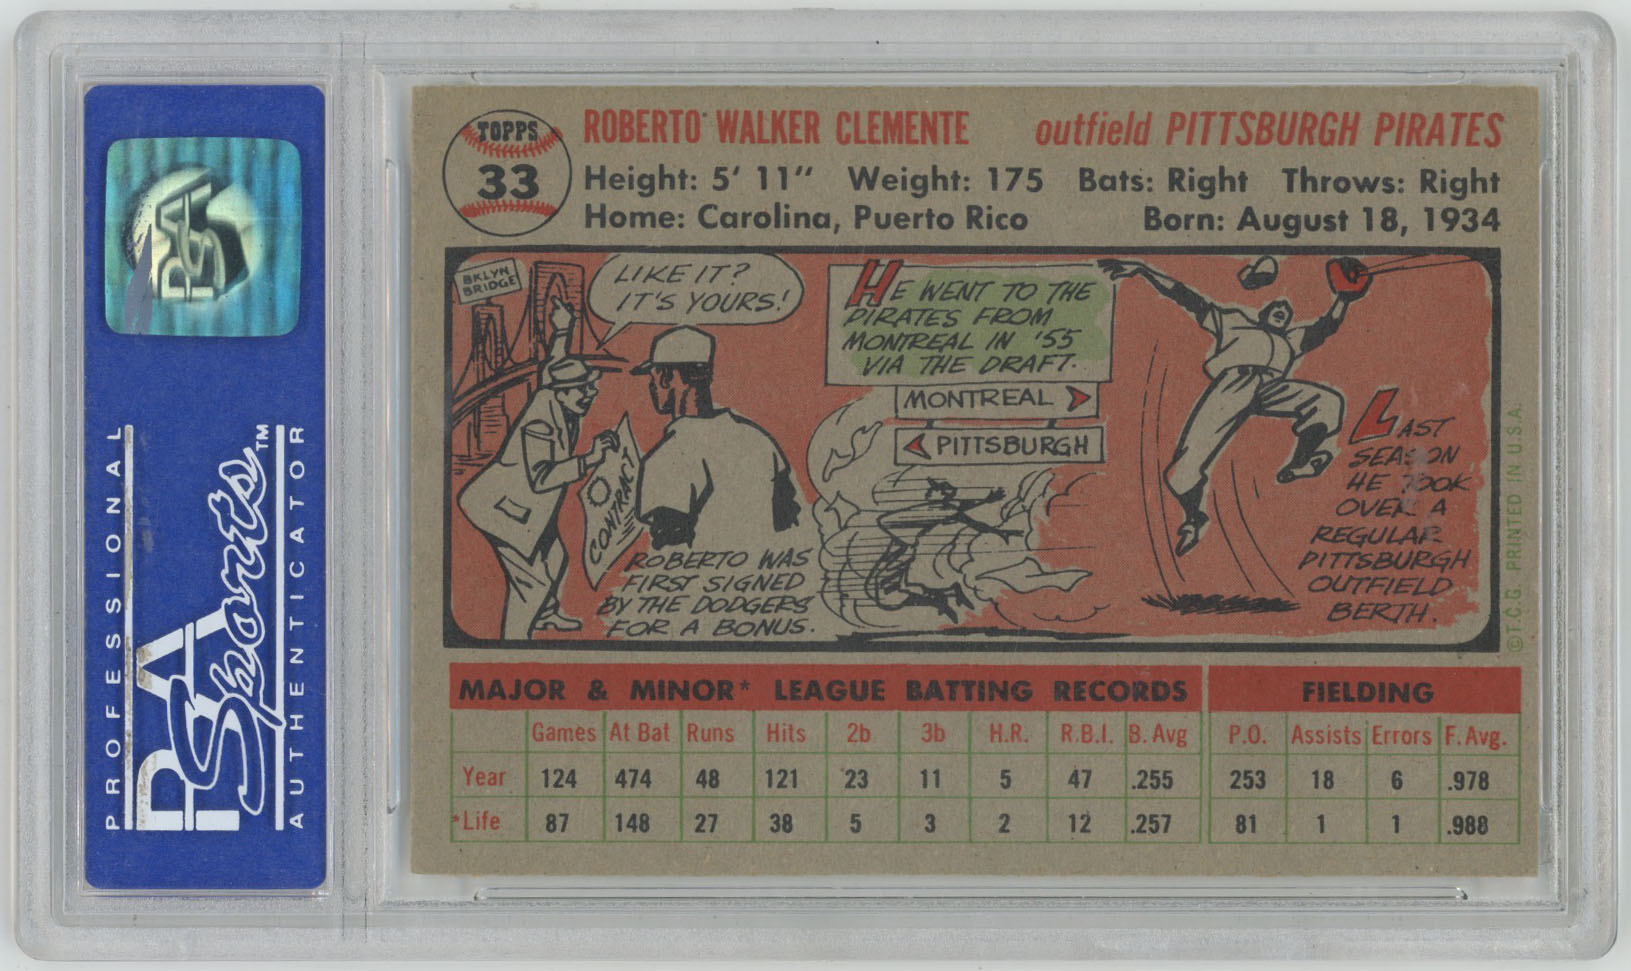 PROFESSIONAL
PSA
Sports™
AUTHENTICATOR
PSA
TOPPS
33
ROBERTO WALKER CLEMENTE outfield PITTSBURGH PIRATES
Height: 5' 11" Weight: 175 Bats: Right Throws: Right
Home: Carolina, Puerto Rico Born: August 18, 1934
BKLYN
BRIDGE
LIKE IT?
IT'S YOURS!
CONTRACT
ROBERTO WAS
FIRST SIGNED
BY THE DODGERS
FOR A BONUS.
HE WENT TO THE
PIRATES FROM
MONTREAL IN '55
VIA THE DRAFT.
MONTREAL
PITTSBURGH
LAST
SEASON
HE TOOK
OVER A
REGULAR
PITTSBURGH
OUTFIELD
BERTH.
©T.C.G. PRINTED IN U.S.A.
MAJOR & MINOR* LEAGUE BATTING RECORDS FIELDING
Games At Bat Runs Hits 2b 3b H.R. R.B.I. B. Avg P.O. Assists Errors F. Avg.
Year 124 474 48 121 23 11 5 47 .255 253 18 6 .978
*Life 87 148 27 38 5 3 2 12 .257 81 1 1 .988